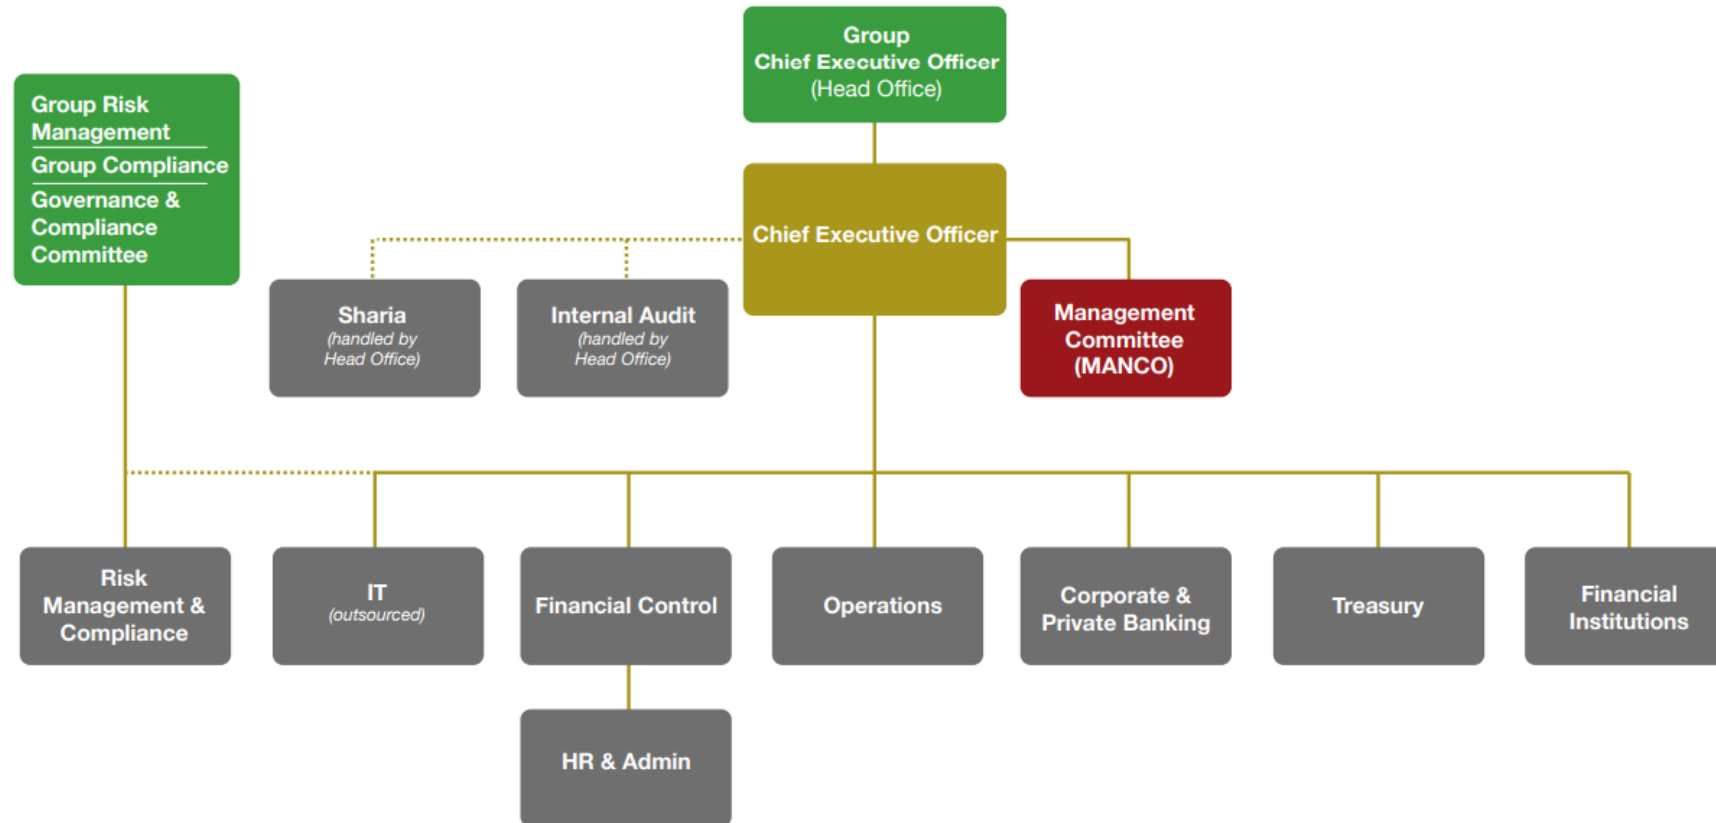 Group
Chief Executive Officer
(Head Office)
Group Risk
Management
Group Compliance
Governance &
Compliance
Committee
Chief Executive Officer
Sharia
(handled by
Head Office)
Internal Audit
(handled by
Head Office)
Management
Committee
(MANCO)
Risk
Management &
Compliance
IT
(outsourced)
Financial Control
Operations
Corporate &
Private Banking
Treasury
Financial
Institutions
HR & Admin